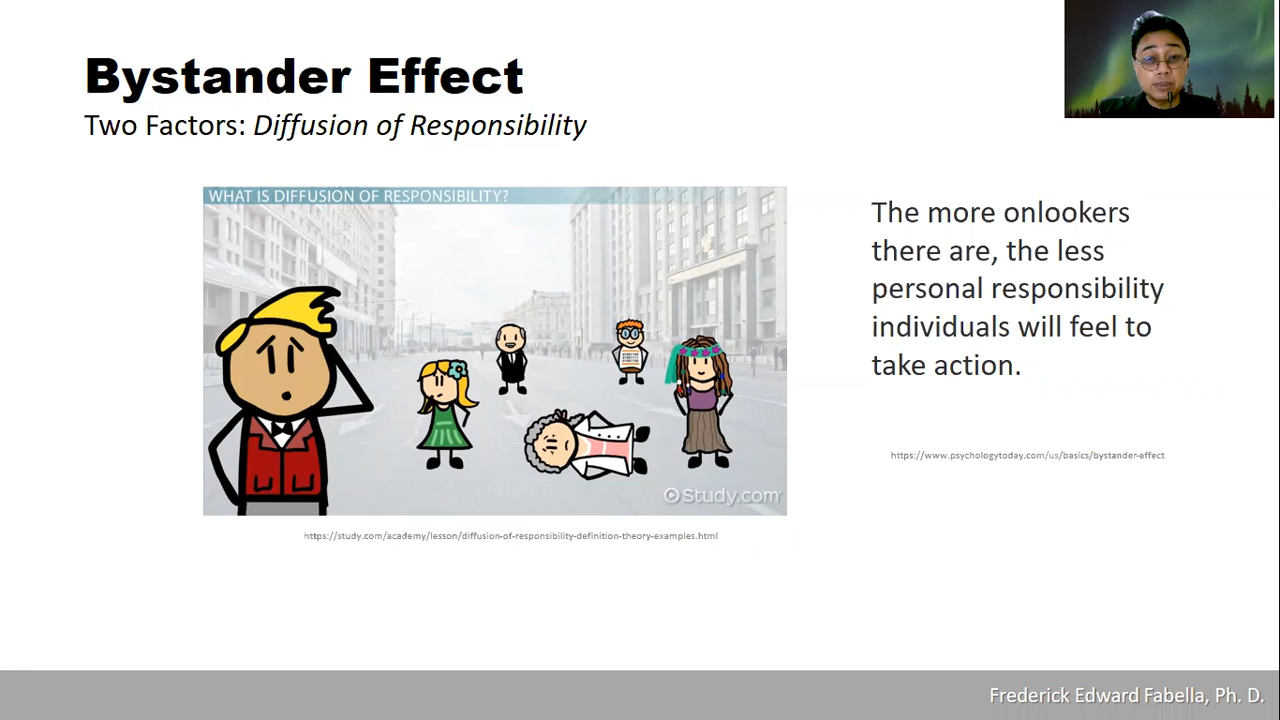 Bystander Effect
Two Factors: Diffusion of Responsibility
WHAT IS DIFFUSION OF RESPONSIBILITY?
Study.com
https://study.com/academy/lesson/diffusion-of-responsibility-definition-theory-examples.html
The more onlookers
there are, the less
personal responsibility
individuals will feel to
take action.
https://www.psychologytoday.com/us/basics/bystander-effect
Frederick Edward Fabella, Ph. D.